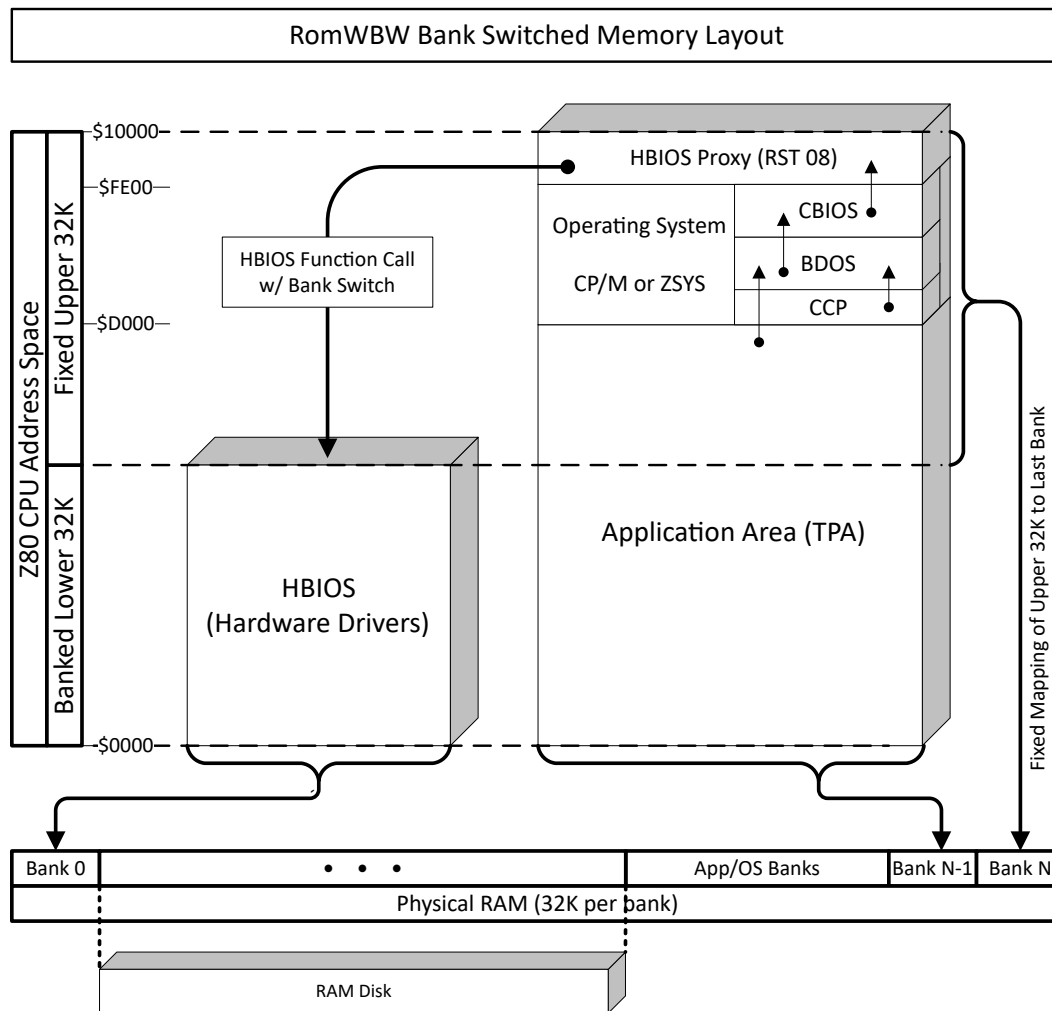 RomWBW Bank Switched Memory Layout
$10000
HBIOS Proxy (RST 08)
$FE00
CBIOS
Operating System
HBIOS Function Call
w/ Bank Switch
BDOS
CP/M or ZSYS
CCP
$D000
Z80 CPU Address Space
Fixed Upper 32K
Banked Lower 32K
Application Area (TPA)
HBIOS
(Hardware Drivers)
Fixed Mapping of Upper 32K to Last Bank
$0000
Bank 0
• • •
App/OS Banks
Bank N-1
Bank N
Physical RAM (32K per bank)
RAM Disk